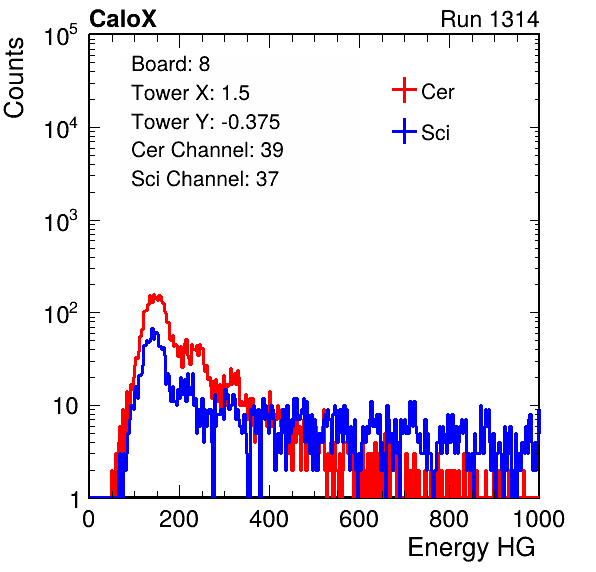 CaloX Run 1314
Board: 8
Tower X: 1.5
Tower Y: -0.375
Cer Channel: 39
Sci Channel: 37
Cer
Sci
Counts
10^5
10^4
10^3
10^2
10
1
0 200 400 600 800 1000
Energy HG